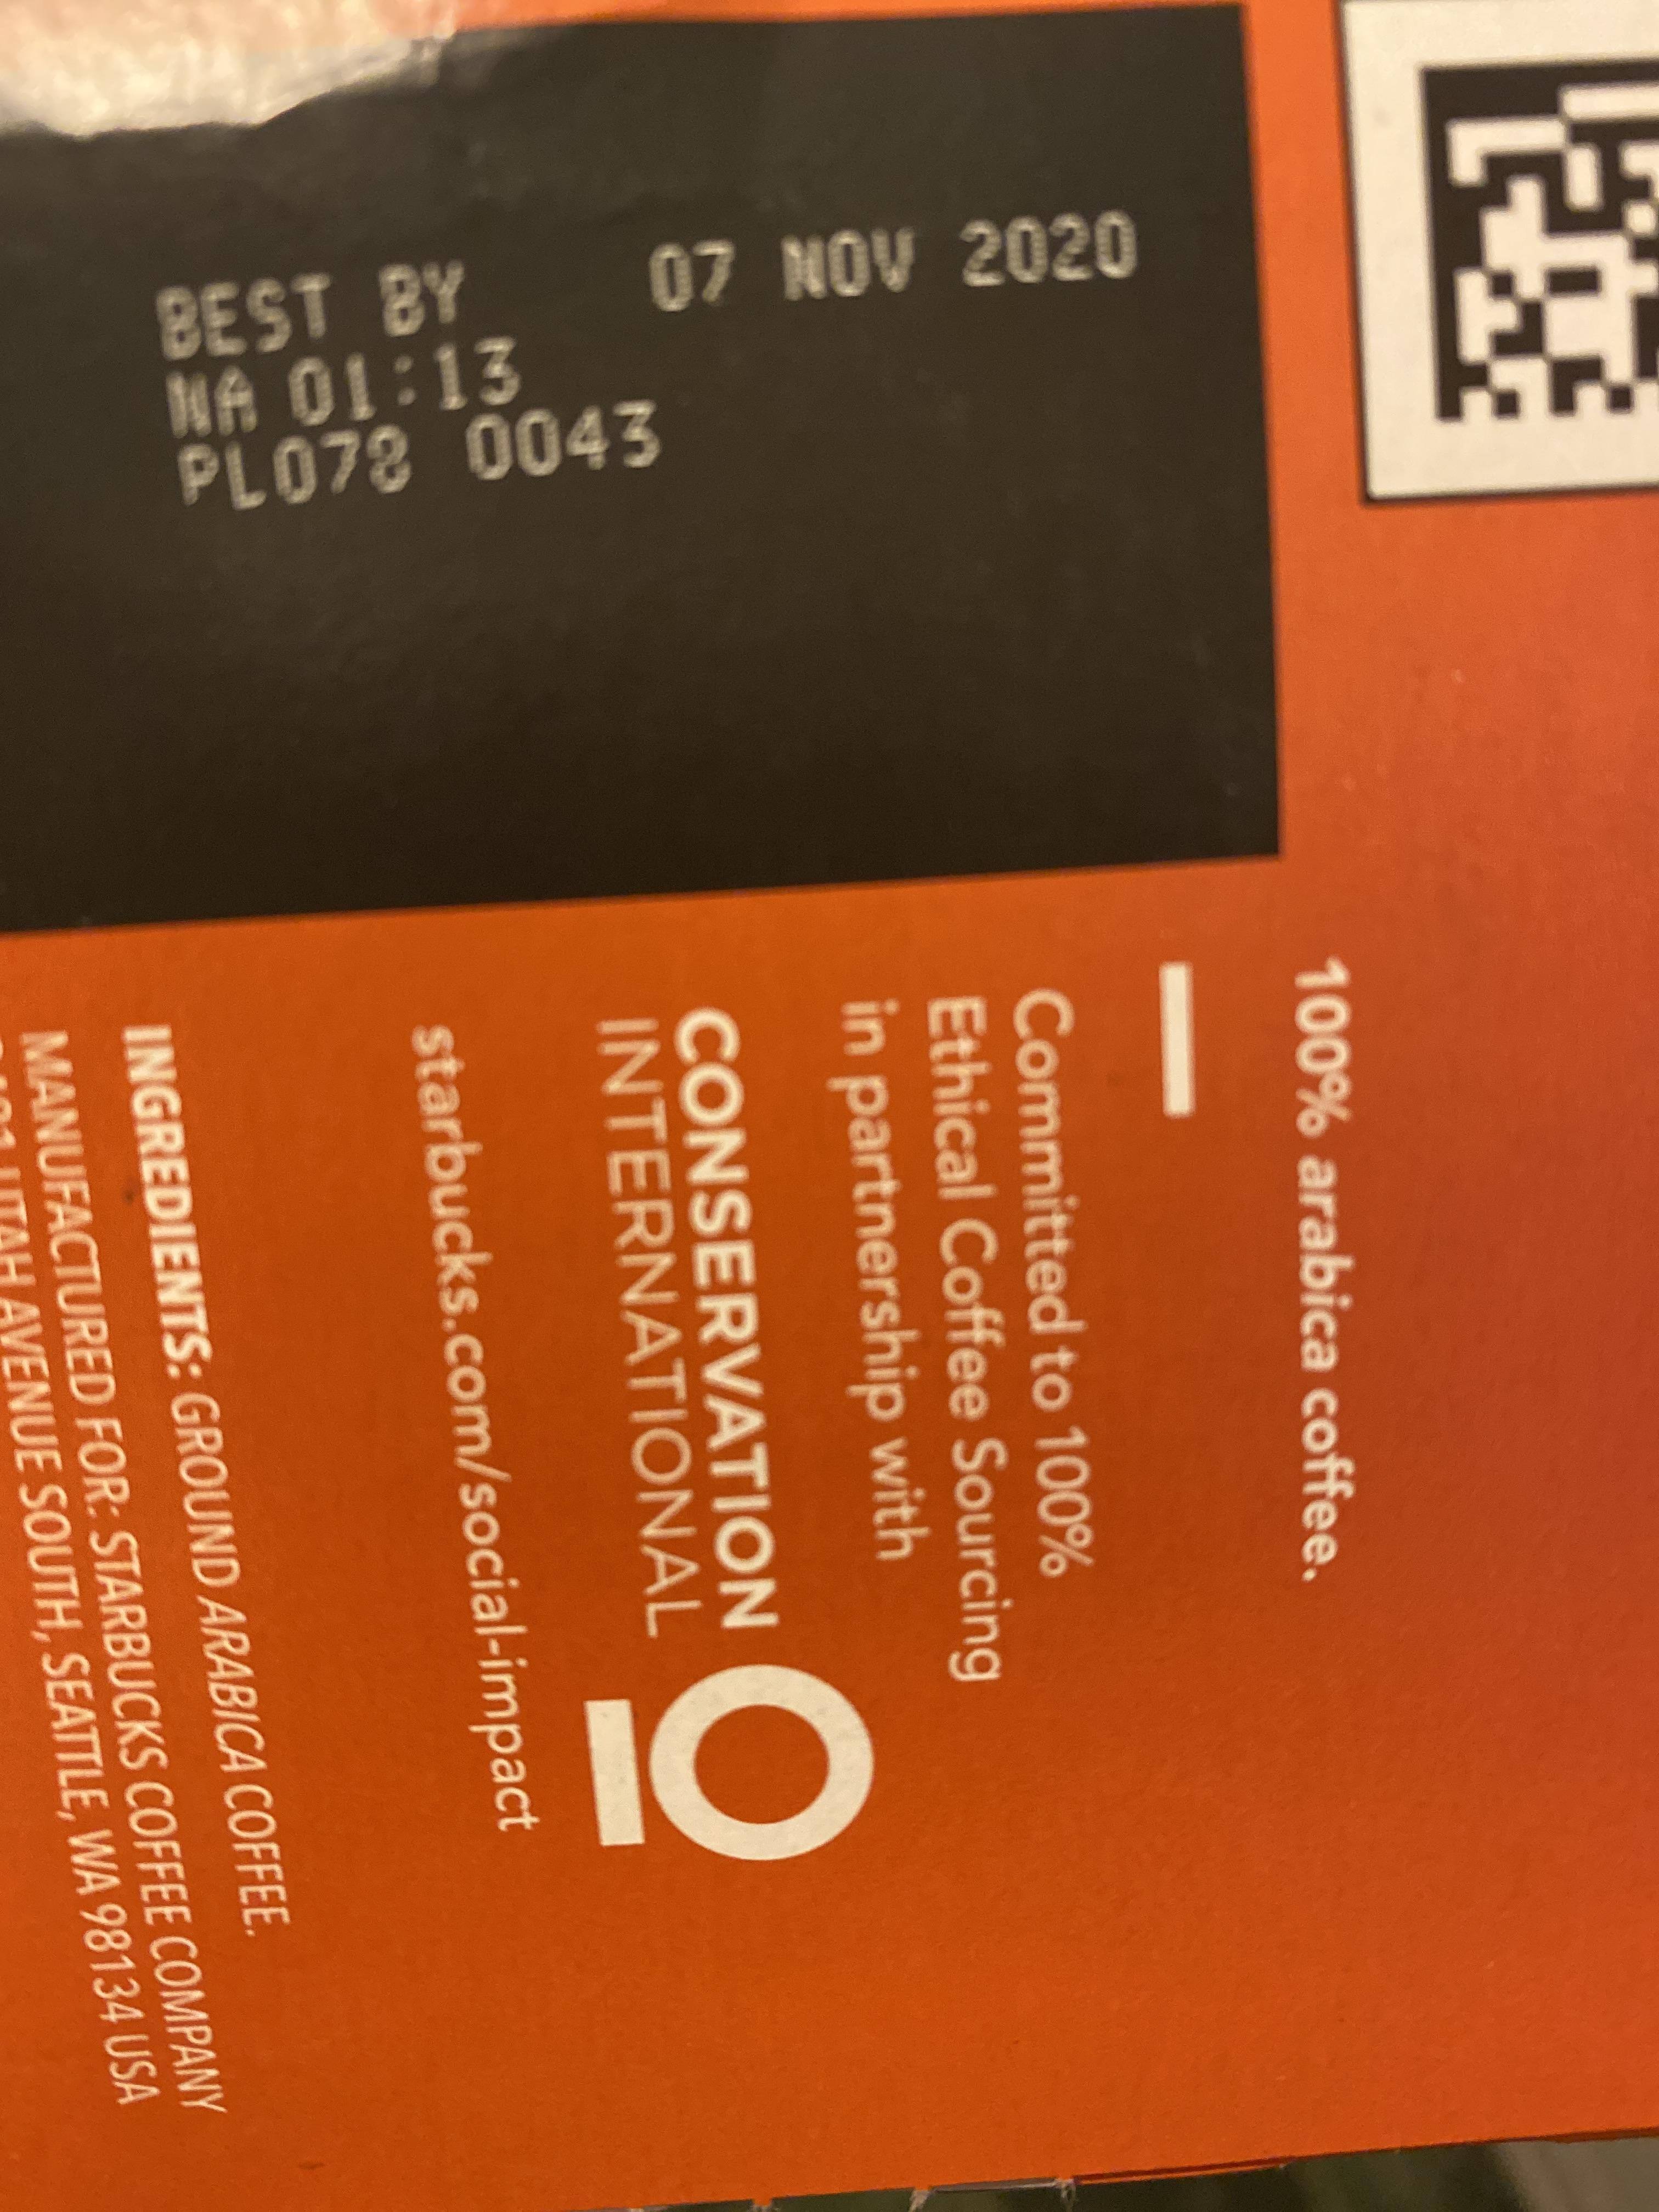 BEST BY 07 NOV 2020
NA 01:13
PL078 0043
100% arabica coffee.
Committed to 100%
Ethical Coffee Sourcing
in partnership with
CONSERVATION
INTERNATIONAL
starbucks.com/social-impact
INGREDIENTS: GROUND ARABICA COFFEE.
MANUFACTURED FOR: STARBUCKS COFFEE COMPANY
UTAH AVENUE SOUTH, SEATTLE, WA 98134 USA